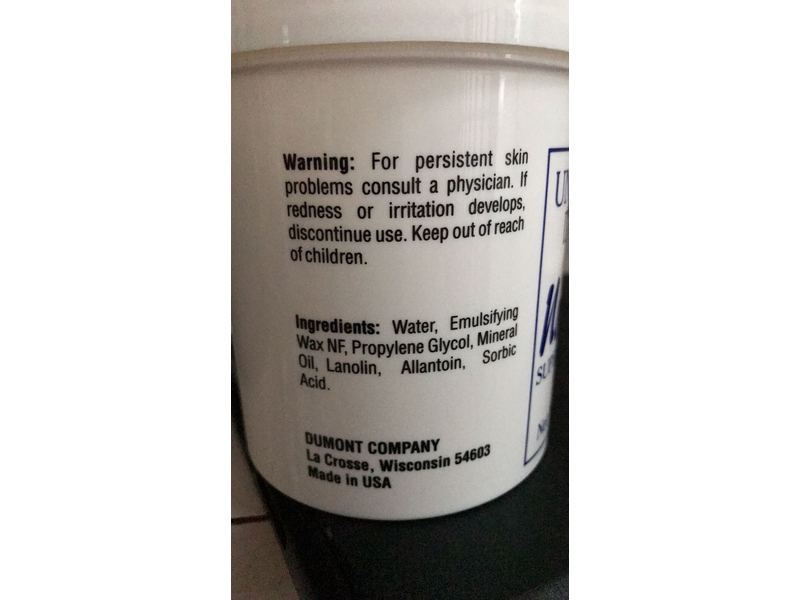 Warning: For persistent skin
problems consult a physician. If
redness or irritation develops,
discontinue use. Keep out of reach
of children.
Ingredients: Water, Emulsifying
Wax NF, Propylene Glycol, Mineral
Oil, Lanolin, Allantoin, Sorbic
Acid.
DUMONT COMPANY
La Crosse, Wisconsin 54603
Made in USA